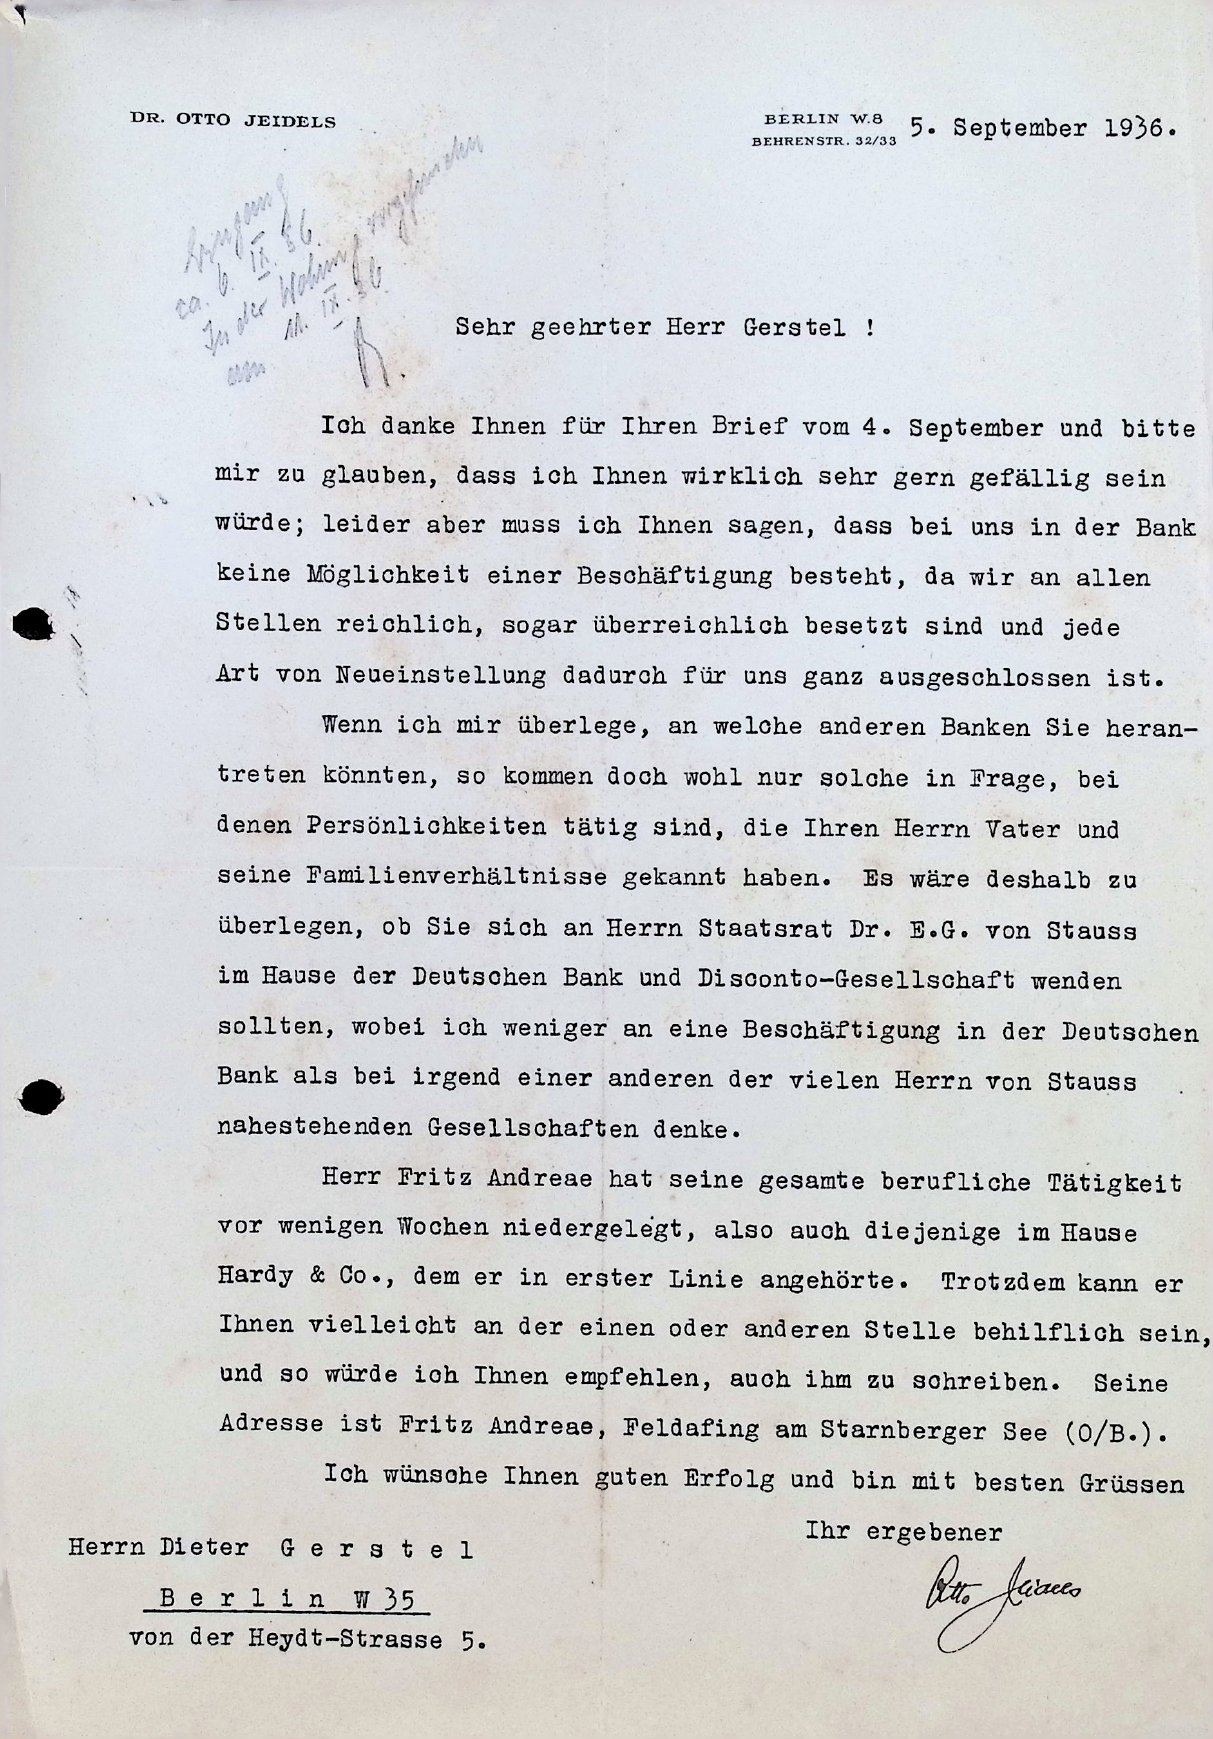 DR. OTTO JEIDELS
BERLIN W.8
BEHRENSTR. 32/33
5. September 1936.
ca. 6. IX. 36.
In der Wohnung vorgefunden
am 11. IX. 36
Sehr geehrter Herr Gerstel !
Ich danke Ihnen für Ihren Brief vom 4. September und bitte
mir zu glauben, dass ich Ihnen wirklich sehr gern gefällig sein
würde; leider aber muss ich Ihnen sagen, dass bei uns in der Bank
keine Möglichkeit einer Beschäftigung besteht, da wir an allen
Stellen reichlich, sogar überreichlich besetzt sind und jede
Art von Neueinstellung dadurch für uns ganz ausgeschlossen ist.
Wenn ich mir überlege, an welche anderen Banken Sie heran-
treten könnten, so kommen doch wohl nur solche in Frage, bei
denen Persönlichkeiten tätig sind, die Ihren Herrn Vater und
seine Familienverhältnisse gekannt haben. Es wäre deshalb zu
überlegen, ob Sie sich an Herrn Staatsrat Dr. E.G. von Stauss
im Hause der Deutschen Bank und Disconto-Gesellschaft wenden
sollten, wobei ich weniger an eine Beschäftigung in der Deutschen
Bank als bei irgend einer anderen der vielen Herrn von Stauss
nahestehenden Gesellschaften denke.
Herr Fritz Andreae hat seine gesamte berufliche Tätigkeit
vor wenigen Wochen niedergelegt, also auch diejenige im Hause
Hardy & Co., dem er in erster Linie angehörte. Trotzdem kann er
Ihnen vielleicht an der einen oder anderen Stelle behilflich sein,
und so würde ich Ihnen empfehlen, auch ihm zu schreiben. Seine
Adresse ist Fritz Andreae, Feldafing am Starnberger See (O/B.).
Ich wünsche Ihnen guten Erfolg und bin mit besten Grüssen
Ihr ergebener
Otto Jeidels
Herrn Dieter G e r s t e l
B e r l i n W 35
von der Heydt-Strasse 5.